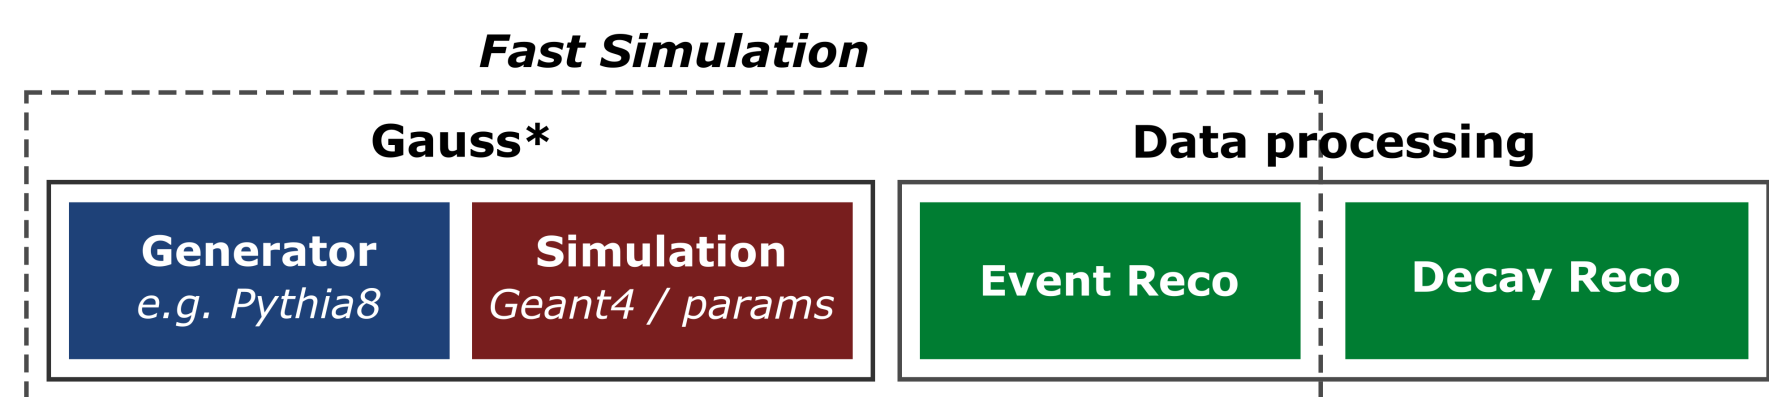 Fast Simulation
Gauss*
Data processing
Generator
e.g. Pythia8
Simulation
Geant4 / params
Event Reco
Decay Reco